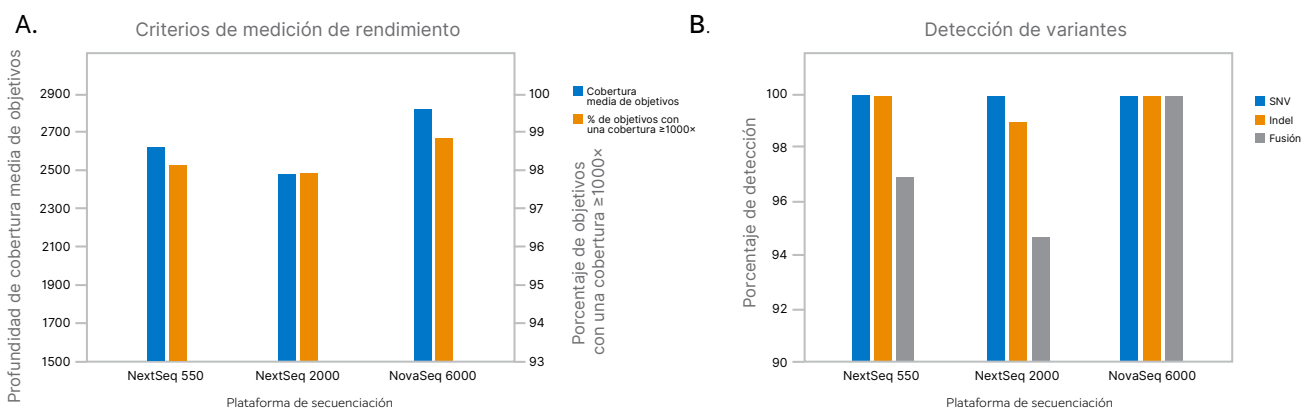 A.
Criterios de medición de rendimiento
Profundidad de cobertura media de objetivos
2900
2700
2500
2300
2100
1900
1700
1500
100
99
98
97
96
95
94
93
Cobertura
media de objetivos
% de objetivos con
una cobertura ≥1000×
Porcentaje de objetivos
con una cobertura ≥1000×
NextSeq 550
NextSeq 2000
NovaSeq 6000
Plataforma de secuenciación
B.
Detección de variantes
Porcentaje de detección
100
98
96
94
92
90
SNV
Indel
Fusión
NextSeq 550
NextSeq 2000
NovaSeq 6000
Plataforma de secuenciación